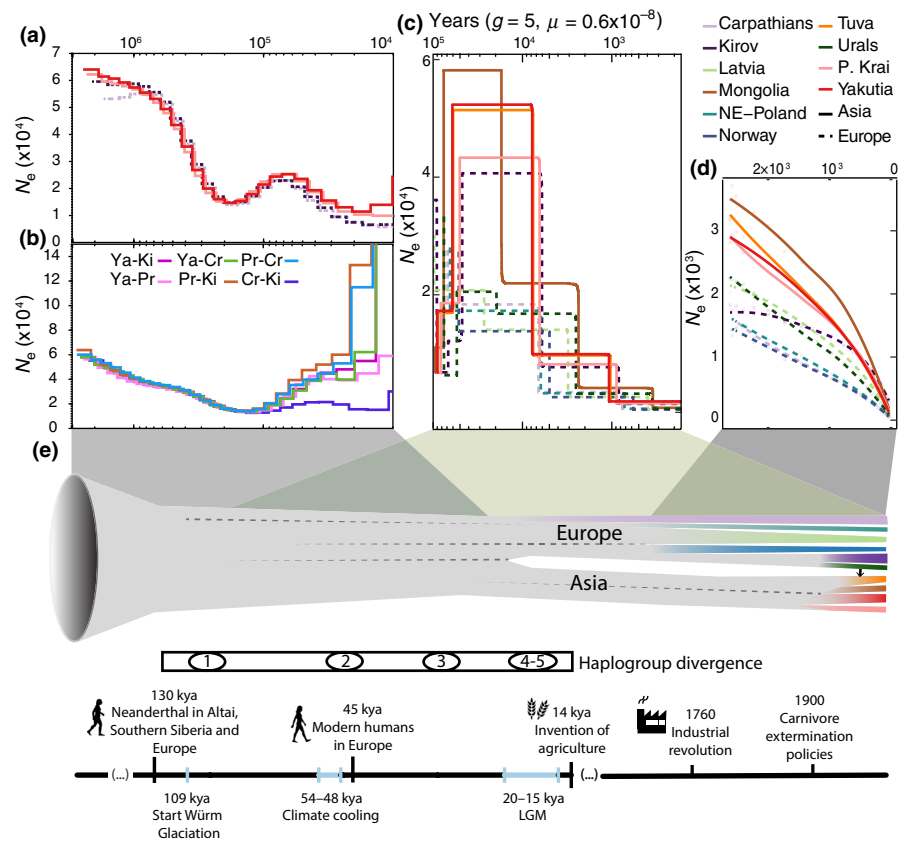 Years (g = 5, μ = 0.6x10⁻⁸)
(a)
10⁶ 10⁵ 10⁴
7
6
5
4
3
2
1
0
Ne (x10⁴)
(b)
Ya-Ki Ya-Cr Pr-Cr
Ya-Pr Pr-Ki Cr-Ki
14
12
10
8
6
4
2
0
Ne (x10⁴)
(c)
10⁵ 10⁴ 10³
6
4
2
Ne (x10⁴)
Carpathians
Kirov
Latvia
Mongolia
NE–Poland
Norway
Tuva
Urals
P. Krai
Yakutia
Asia
Europe
(d)
2x10³ 10³ 0
3
1
0
Ne (x10³)
(e)
Europe
Asia
1 2 3 4-5 Haplogroup divergence
130 kya
Neanderthal in Altai,
Southern Siberia and
Europe
45 kya
Modern humans
in Europe
14 kya
Invention of
agriculture
1760
Industrial
revolution
1900
Carnivore
extermination
policies
(...) (...)
109 kya
Start Würm
Glaciation
54–48 kya
Climate cooling
20–15 kya
LGM